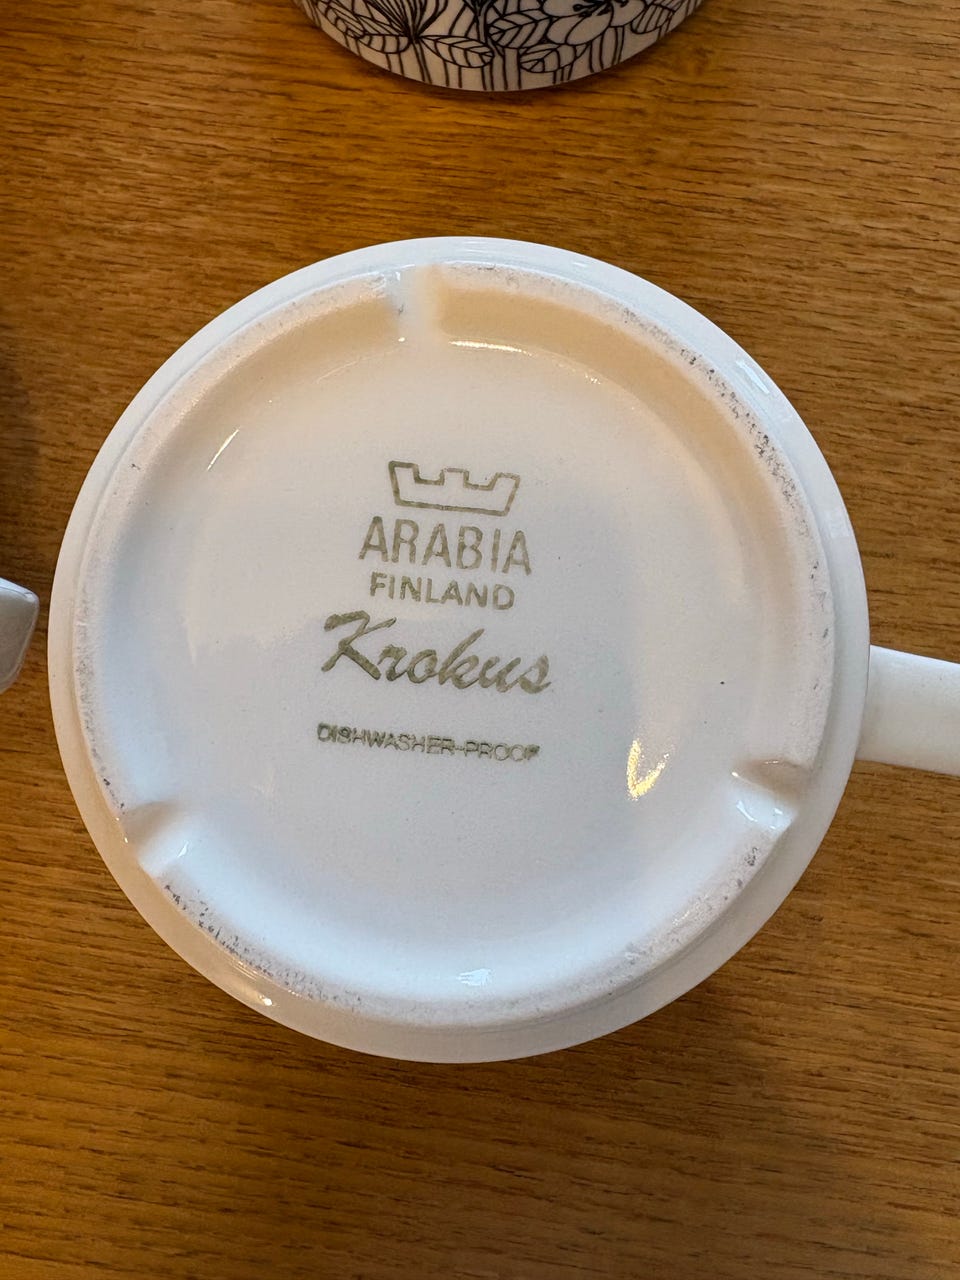 ARABIA
FINLAND
Krokus
DISHWASHER-PROOF